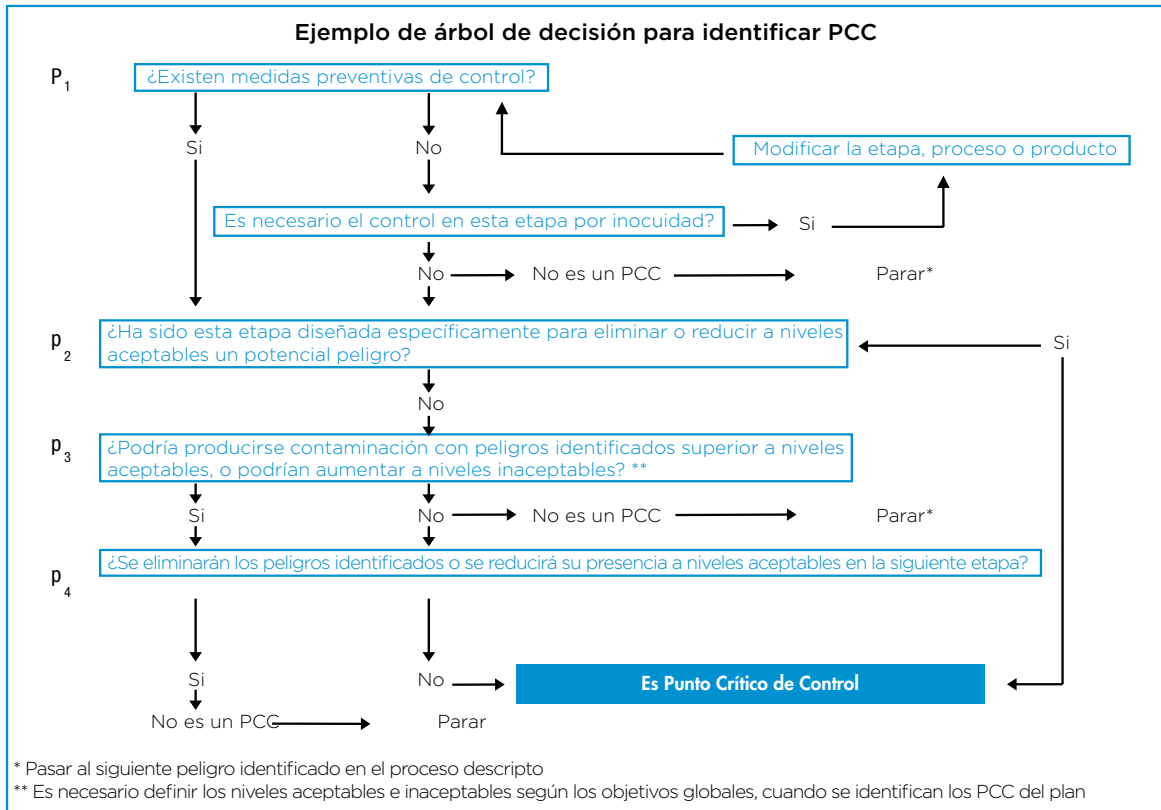 Ejemplo de árbol de decisión para identificar PCC
P1
¿Existen medidas preventivas de control?
Si
No
Modificar la etapa, proceso o producto
Es necesario el control en esta etapa por inocuidad?
Si
No
No es un PCC
Parar*
p2
¿Ha sido esta etapa diseñada específicamente para eliminar o reducir a niveles
aceptables un potencial peligro?
Si
No
p3
¿Podría producirse contaminación con peligros identificados superior a niveles
aceptables, o podrían aumentar a niveles inaceptables? **
Si
No
No es un PCC
Parar*
p4
¿Se eliminarán los peligros identificados o se reducirá su presencia a niveles aceptables en la siguiente etapa?
Si
No
Es Punto Crítico de Control
No es un PCC
Parar
* Pasar al siguiente peligro identificado en el proceso descripto
** Es necesario definir los niveles aceptables e inaceptables según los objetivos globales, cuando se identifican los PCC del plan